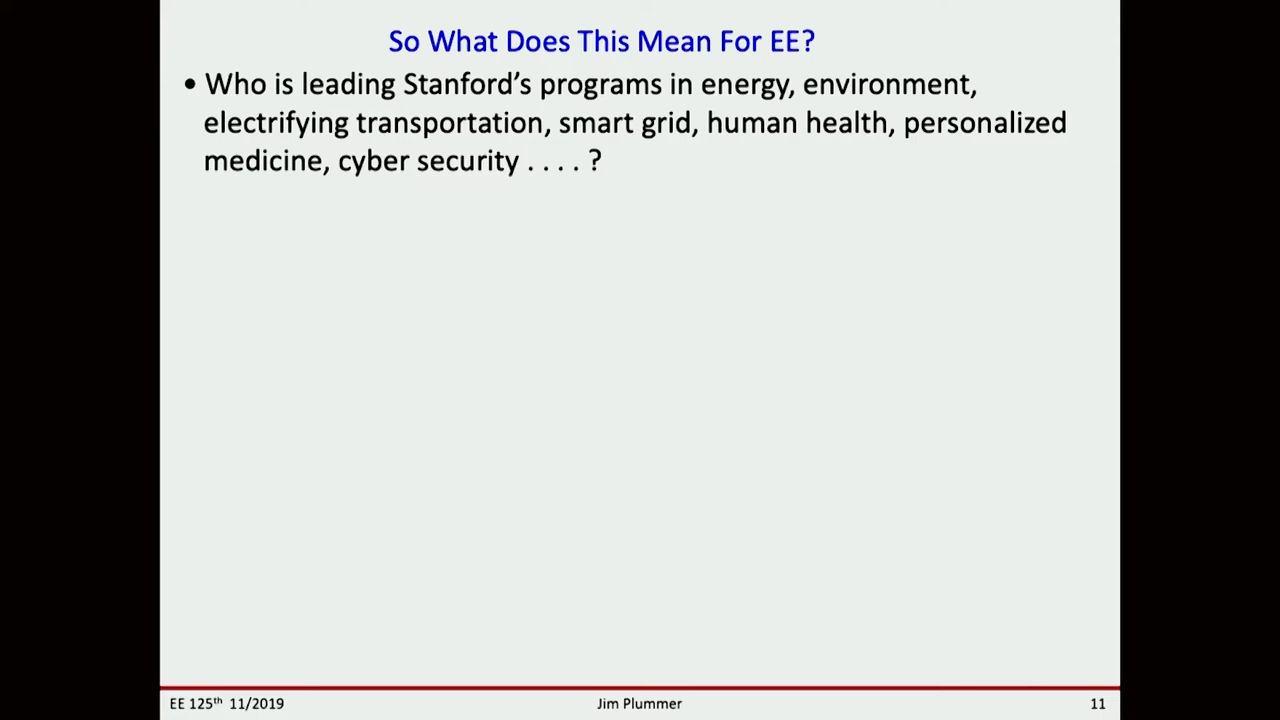 So What Does This Mean For EE?
• Who is leading Stanford’s programs in energy, environment,
electrifying transportation, smart grid, human health, personalized
medicine, cyber security . . . . ?
EE 125th 11/2019
Jim Plummer
11